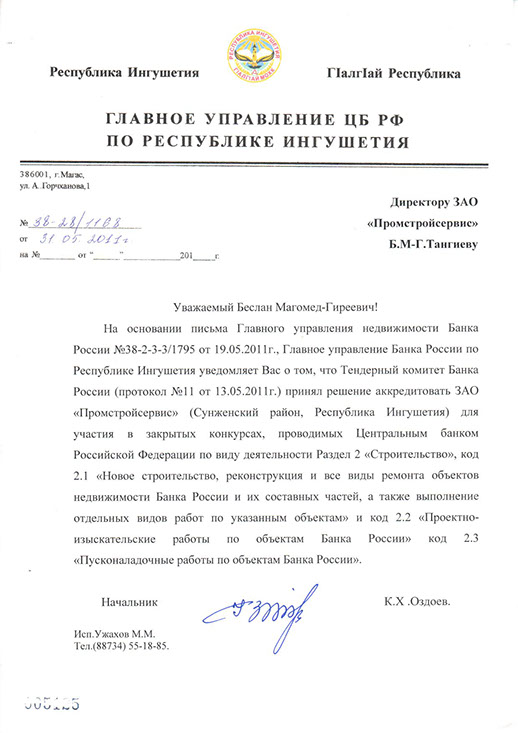 РЕСПУБЛИКА ИНГУШЕТИЯ
ГIАЛГIАЙМОХК
Республика Ингушетия
ГIалгIай Республика
ГЛАВНОЕ УПРАВЛЕНИЕ ЦБ РФ
ПО РЕСПУБЛИКЕ ИНГУШЕТИЯ
386001, г.Магас,
ул. А.Горчханова,1
№ 38-28/1168
от 31 05 2011г
на №________ от "______"____________201_____г.
Директору ЗАО
«Промстройсервис»
Б.М-Г.Тангиеву
Уважаемый Беслан Магомед-Гиреевич!
На основании письма Главного управления недвижимости Банка
России №38-2-3-3/1795 от 19.05.2011г., Главное управление Банка России по
Республике Ингушетия уведомляет Вас о том, что Тендерный комитет Банка
России (протокол №11 от 13.05.2011г.) принял решение аккредитовать ЗАО
«Промстройсервис» (Сунженский район, Республика Ингушетия) для
участия в закрытых конкурсах, проводимых Центральным банком
Российской Федерации по виду деятельности Раздел 2 «Строительство», код
2.1 «Новое строительство, реконструкция и все виды ремонта объектов
недвижимости Банка России и их составных частей, а также выполнение
отдельных видов работ по указанным объектам» и код 2.2 «Проектно-
изыскательские работы по объектам Банка России» код 2.3
«Пусконаладочные работы по объектам Банка России».
Начальник
К.Х .Оздоев.
Исп.Ужахов М.М.
Тел.(88734) 55-18-85.
005125